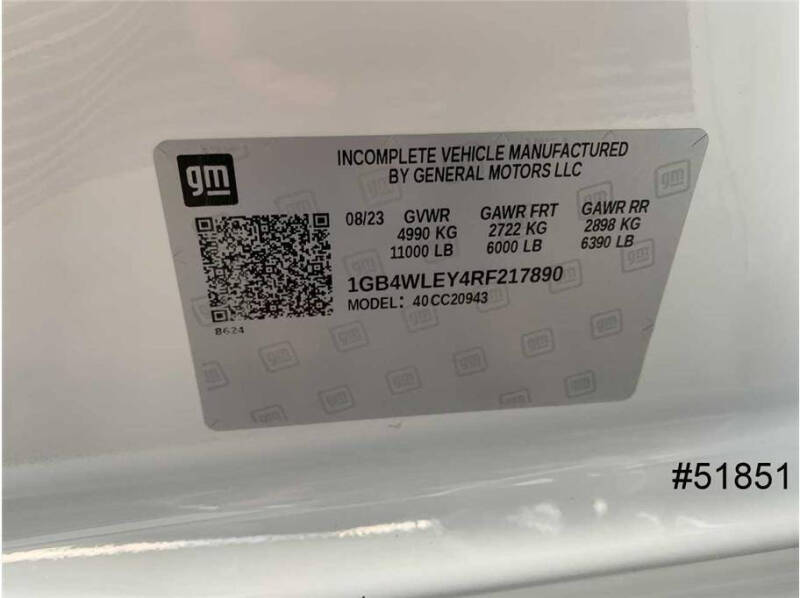 gm
INCOMPLETE VEHICLE MANUFACTURED
BY GENERAL MOTORS LLC
08/23 GVWR GAWR FRT GAWR RR
4990 KG 2722 KG 2898 KG
11000 LB 6000 LB 6390 LB
1GB4WLEY4RF217890
MODEL: 40CC20943
8624
#51851